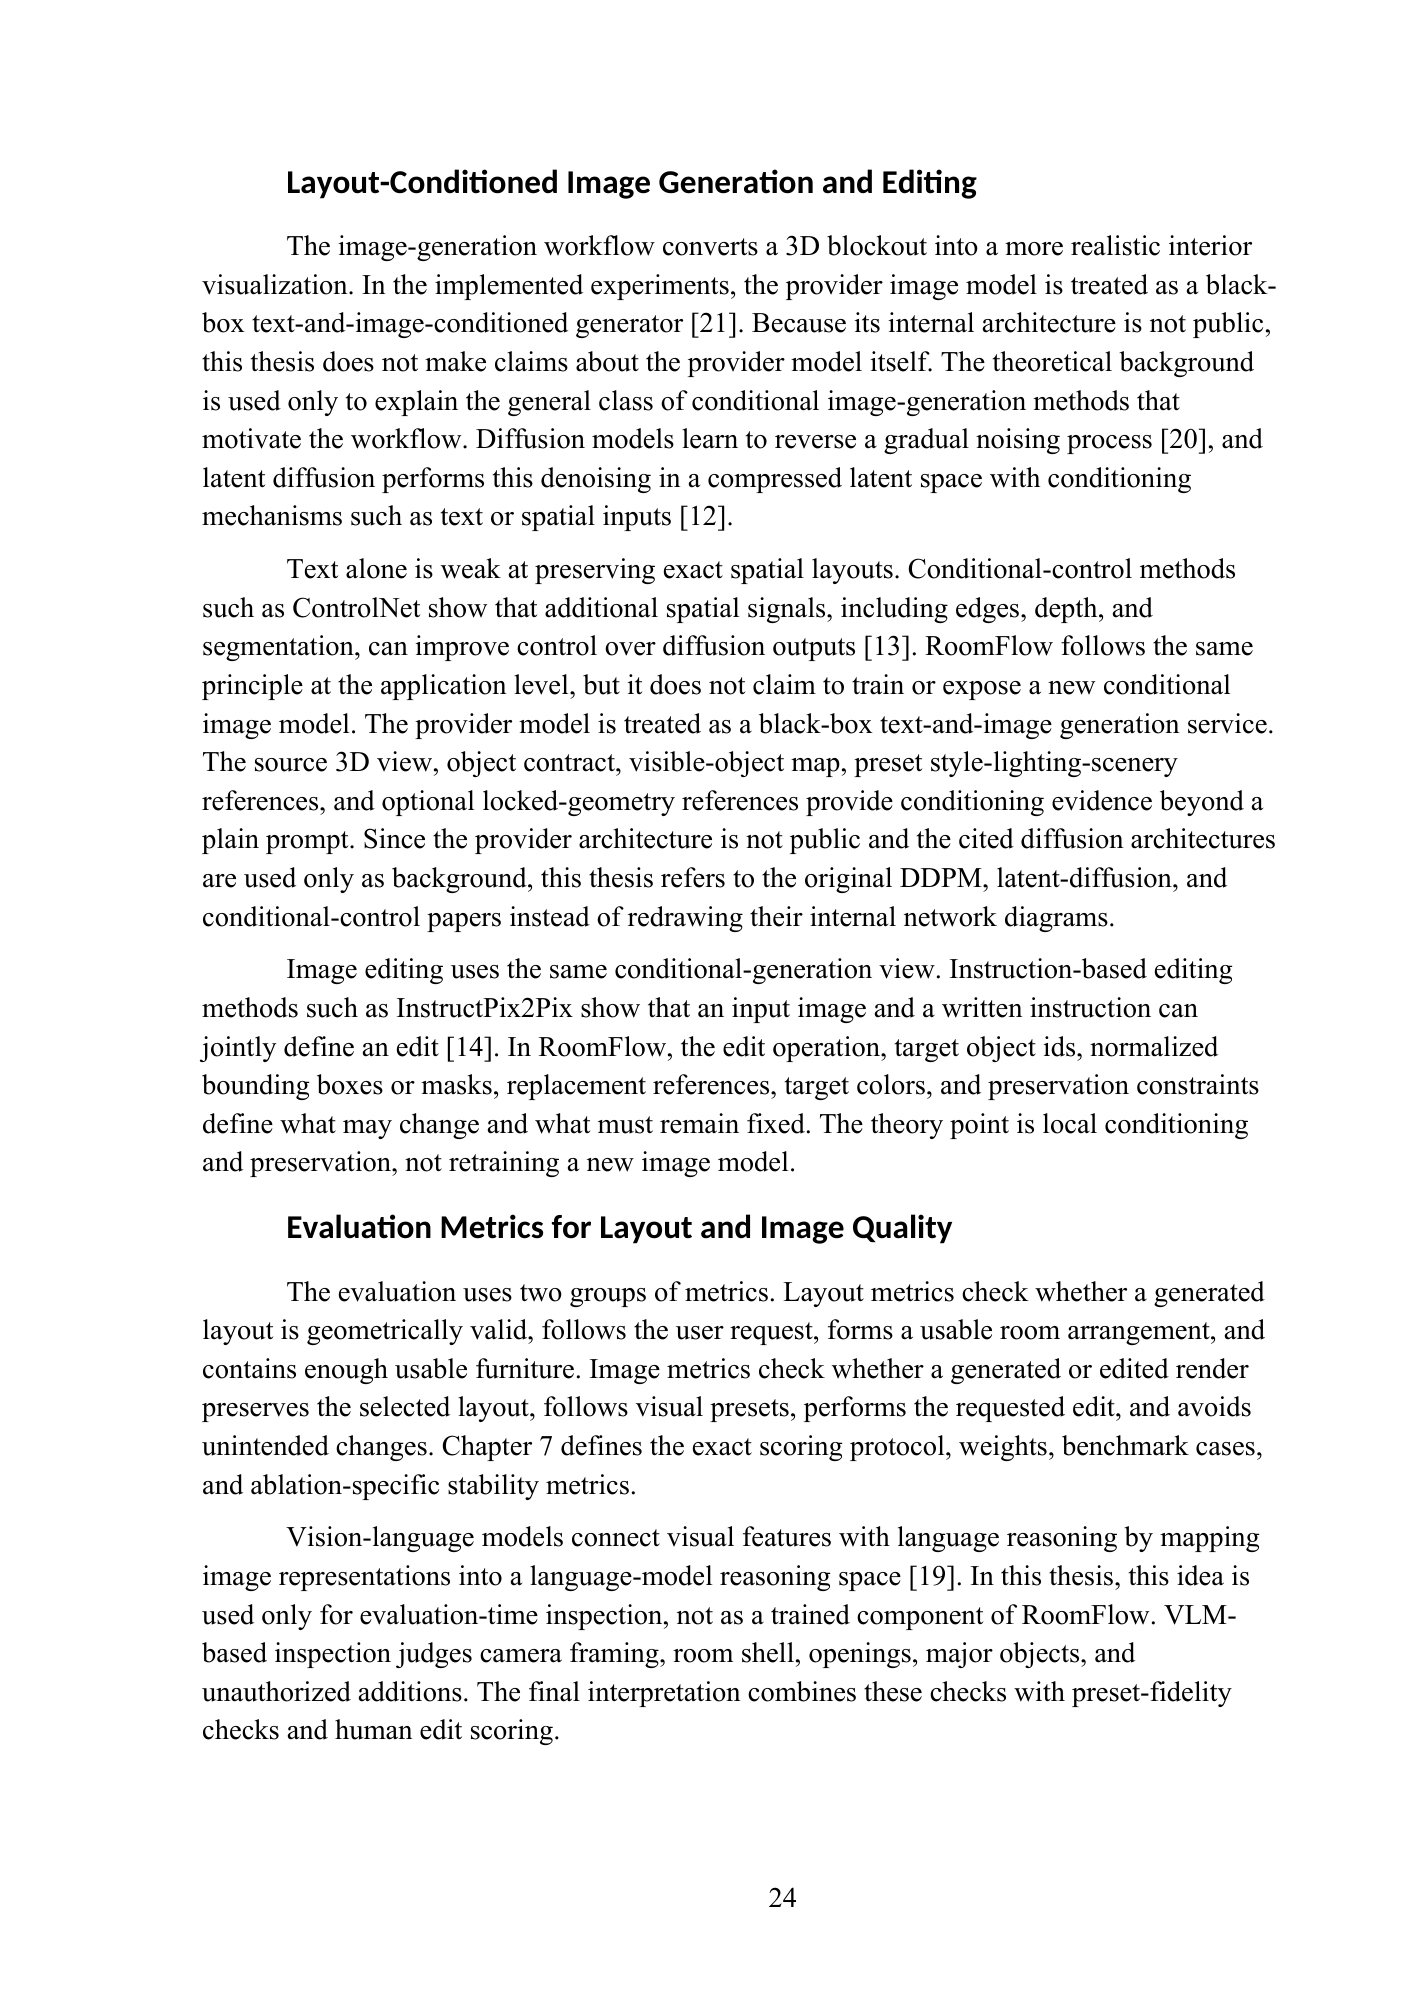 Layout-Conditioned Image Generation and Editing
The image-generation workflow converts a 3D blockout into a more realistic interior
visualization. In the implemented experiments, the provider image model is treated as a black-
box text-and-image-conditioned generator [21]. Because its internal architecture is not public,
this thesis does not make claims about the provider model itself. The theoretical background
is used only to explain the general class of conditional image-generation methods that
motivate the workflow. Diffusion models learn to reverse a gradual noising process [20], and
latent diffusion performs this denoising in a compressed latent space with conditioning
mechanisms such as text or spatial inputs [12].
Text alone is weak at preserving exact spatial layouts. Conditional-control methods
such as ControlNet show that additional spatial signals, including edges, depth, and
segmentation, can improve control over diffusion outputs [13]. RoomFlow follows the same
principle at the application level, but it does not claim to train or expose a new conditional
image model. The provider model is treated as a black-box text-and-image generation service.
The source 3D view, object contract, visible-object map, preset style-lighting-scenery
references, and optional locked-geometry references provide conditioning evidence beyond a
plain prompt. Since the provider architecture is not public and the cited diffusion architectures
are used only as background, this thesis refers to the original DDPM, latent-diffusion, and
conditional-control papers instead of redrawing their internal network diagrams.
Image editing uses the same conditional-generation view. Instruction-based editing
methods such as InstructPix2Pix show that an input image and a written instruction can
jointly define an edit [14]. In RoomFlow, the edit operation, target object ids, normalized
bounding boxes or masks, replacement references, target colors, and preservation constraints
define what may change and what must remain fixed. The theory point is local conditioning
and preservation, not retraining a new image model.
Evaluation Metrics for Layout and Image Quality
The evaluation uses two groups of metrics. Layout metrics check whether a generated
layout is geometrically valid, follows the user request, forms a usable room arrangement, and
contains enough usable furniture. Image metrics check whether a generated or edited render
preserves the selected layout, follows visual presets, performs the requested edit, and avoids
unintended changes. Chapter 7 defines the exact scoring protocol, weights, benchmark cases,
and ablation-specific stability metrics.
Vision-language models connect visual features with language reasoning by mapping
image representations into a language-model reasoning space [19]. In this thesis, this idea is
used only for evaluation-time inspection, not as a trained component of RoomFlow. VLM-
based inspection judges camera framing, room shell, openings, major objects, and
unauthorized additions. The final interpretation combines these checks with preset-fidelity
checks and human edit scoring.
24